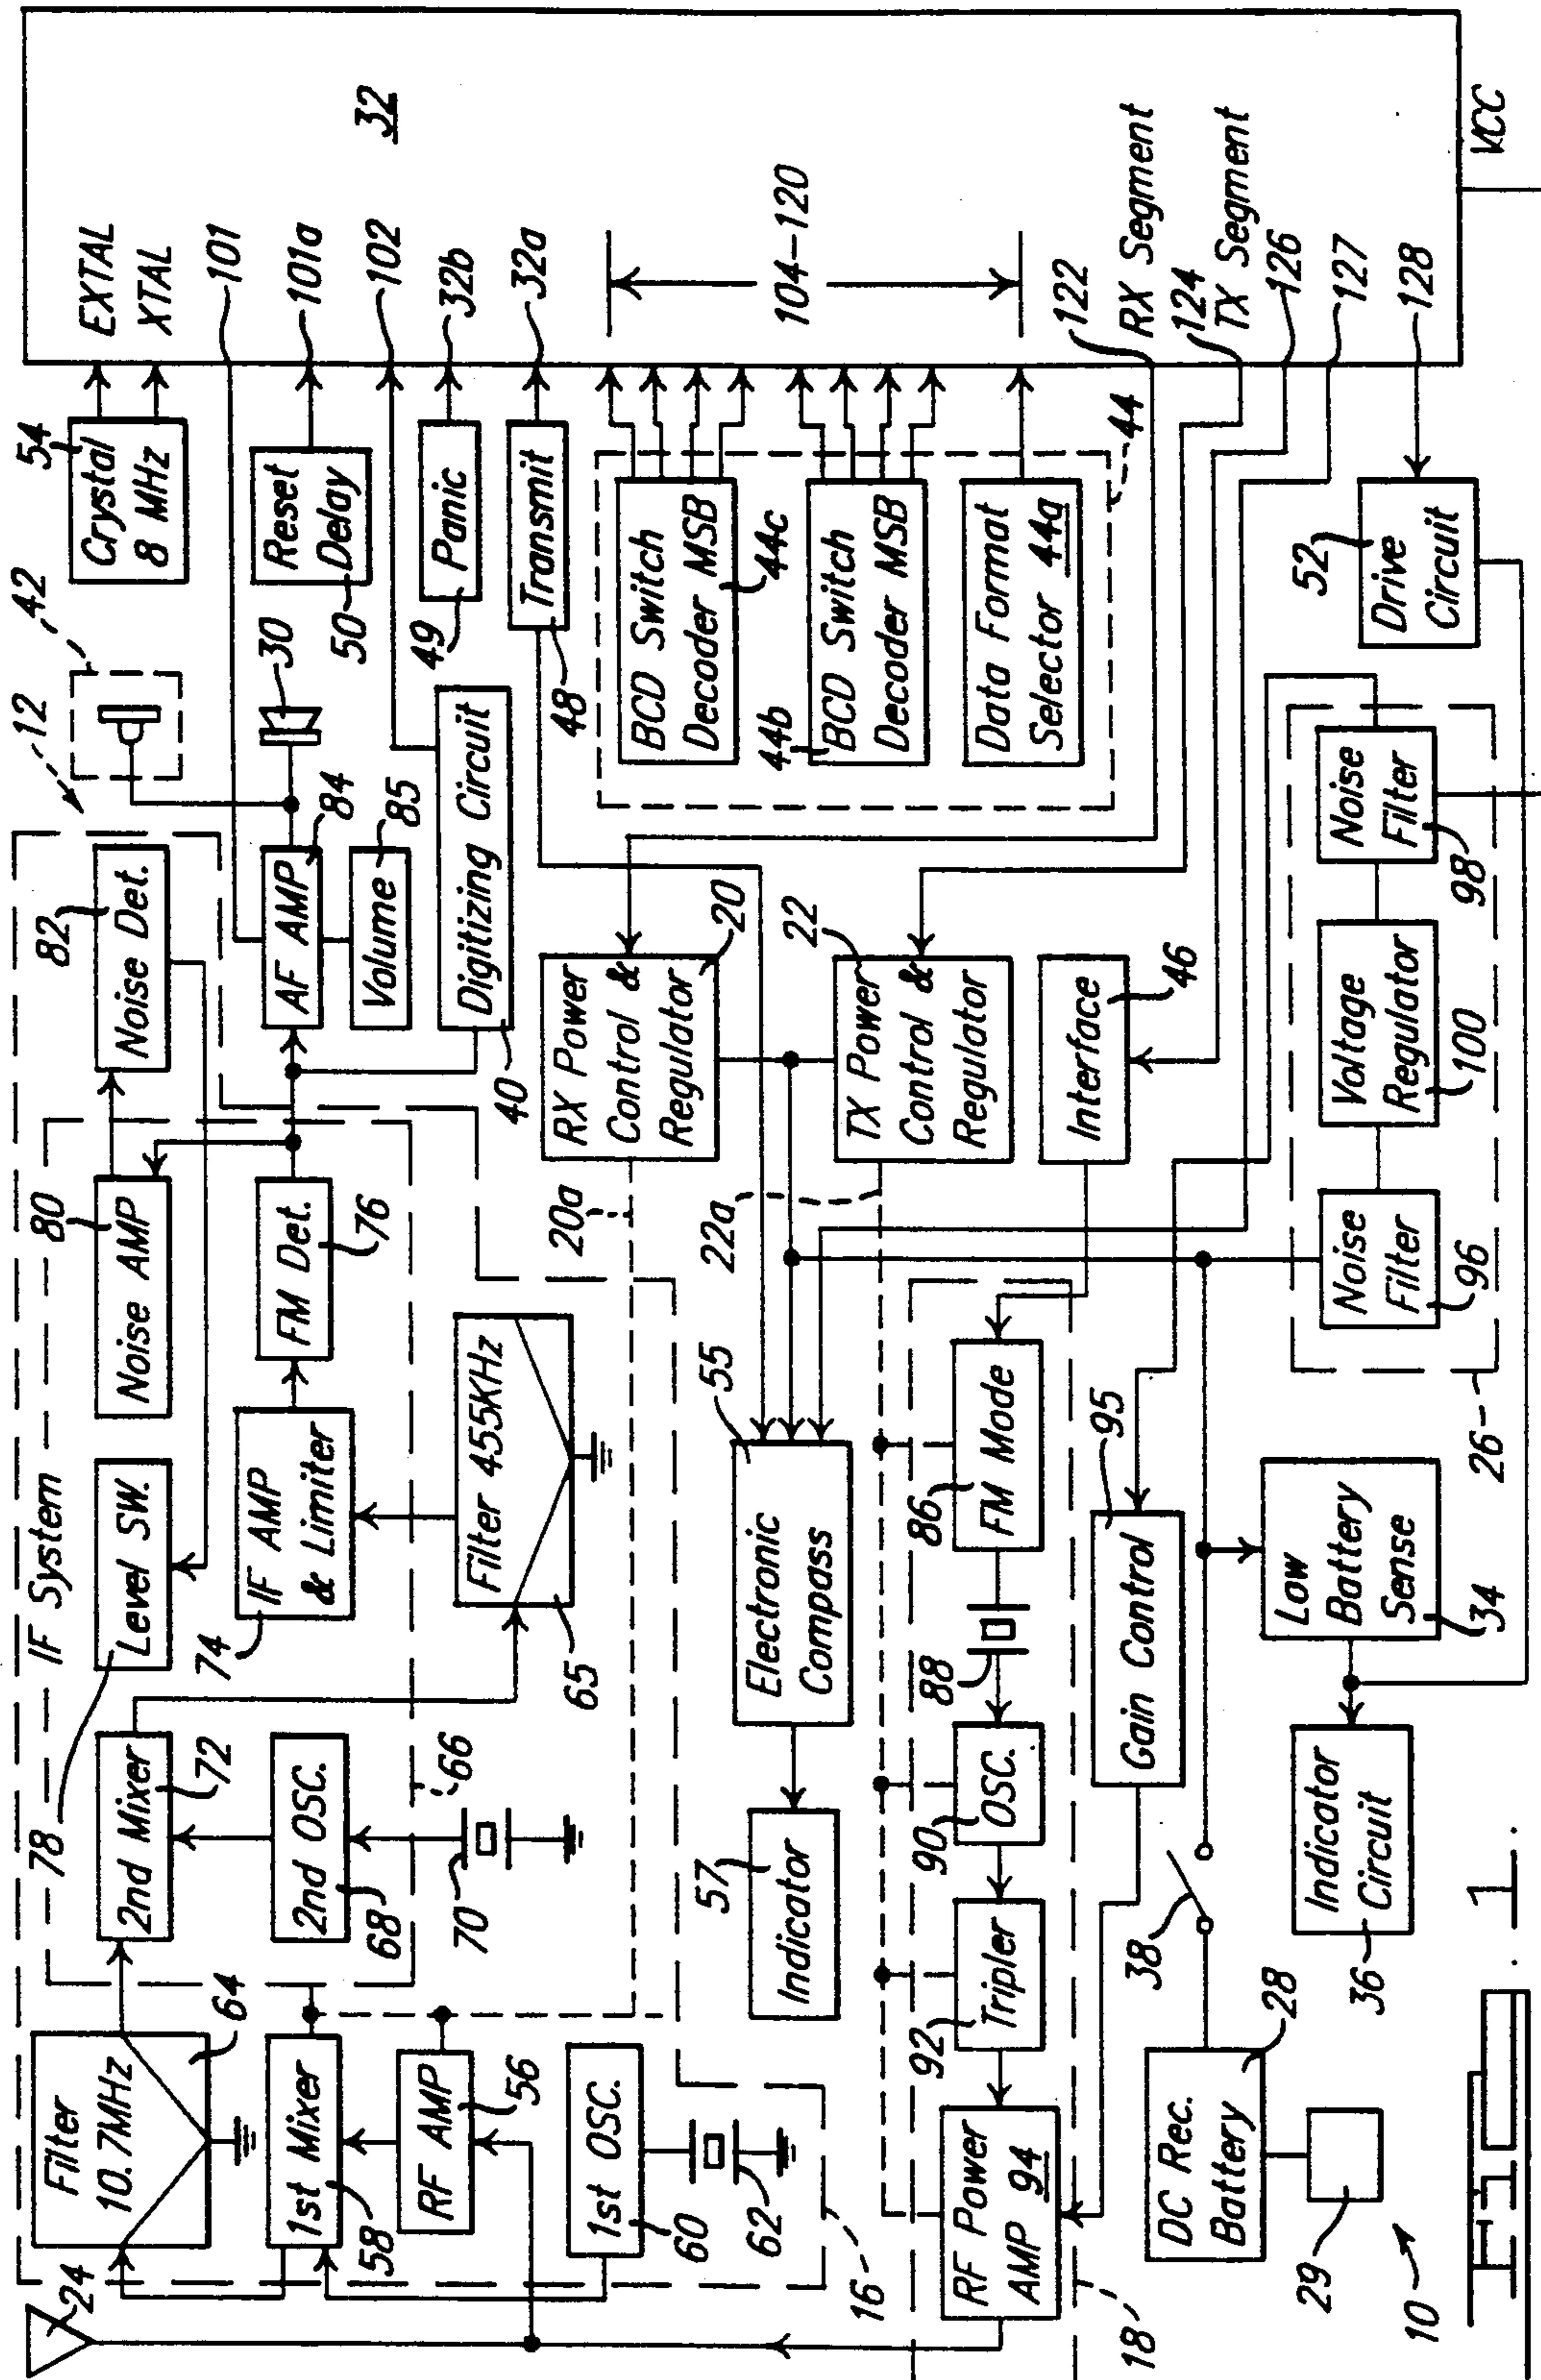 24
Filter
10.7MHz
64
1st Mixer
58
RF AMP
56
1st OSC.
60
62
16
IF System
78
2nd Mixer
72
2nd OSC.
68
66
70
Level SW.
Noise AMP
80
Noise Det.
82
IF AMP
& Limiter
74
FM Det.
76
Filter 455KHz
65
12
42
AF AMP
84
Volume
85
30
Digitizing Circuit
40
Crystal
8 MHz
54
Reset
Delay
50
Panic
49
Transmit
48
EXTAL
XTAL
101
101a
102
32b
32a
32
104-120
BCD Switch
Decoder MSB
44c
BCD Switch
Decoder MSB
44b
Data Format
Selector 44a
44
122
RX Segment
124
TX Segment
126
127
128
VCC
RX Power
Control &
Regulator
20
20a
TX Power
Control &
Regulator
22
22a
Interface
46
Electronic
Compass
55
Indicator
57
RF Power
AMP 94
Tripler
92
OSC.
90
88
FM Mode
86
18
Gain Control
95
DC Rec.
Battery
28
29
38
Low
Battery
Sense
34
Indicator
Circuit
36
Noise
Filter
96
Voltage
Regulator
100
Noise
Filter
98
26
Drive
Circuit
52
10
Fig. 1.